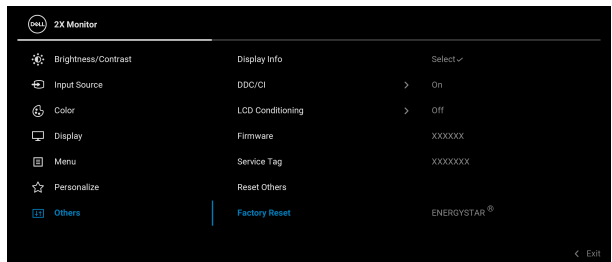 DELL 2X Monitor
Brightness/Contrast Display Info Select✓
Input Source DDC/CI > On
Color LCD Conditioning > Off
Display Firmware XXXXXX
Menu Service Tag XXXXXXX
Personalize Reset Others
Others Factory Reset ENERGYSTAR ®
< Exit